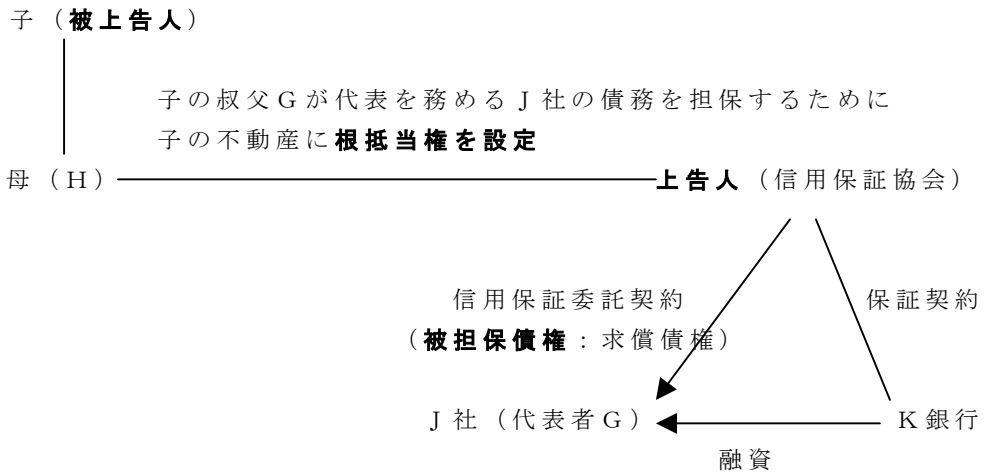 子（被上告人）
子の叔父Gが代表を務めるJ社の債務を担保するために
子の不動産に根抵当権を設定
母（H） 上告人（信用保証協会）
信用保証委託契約 保証契約
（被担保債権：求償債権）
J社（代表者G） K銀行
融資